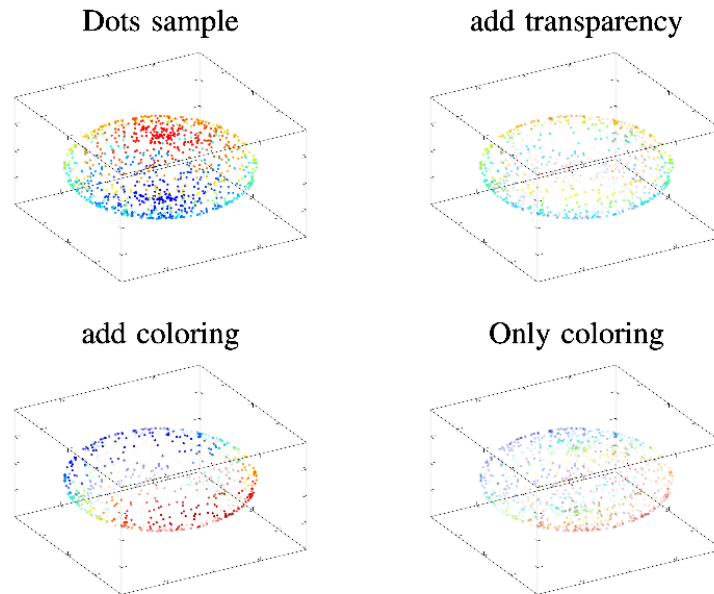 Dots sample
add transparency
add coloring
Only coloring